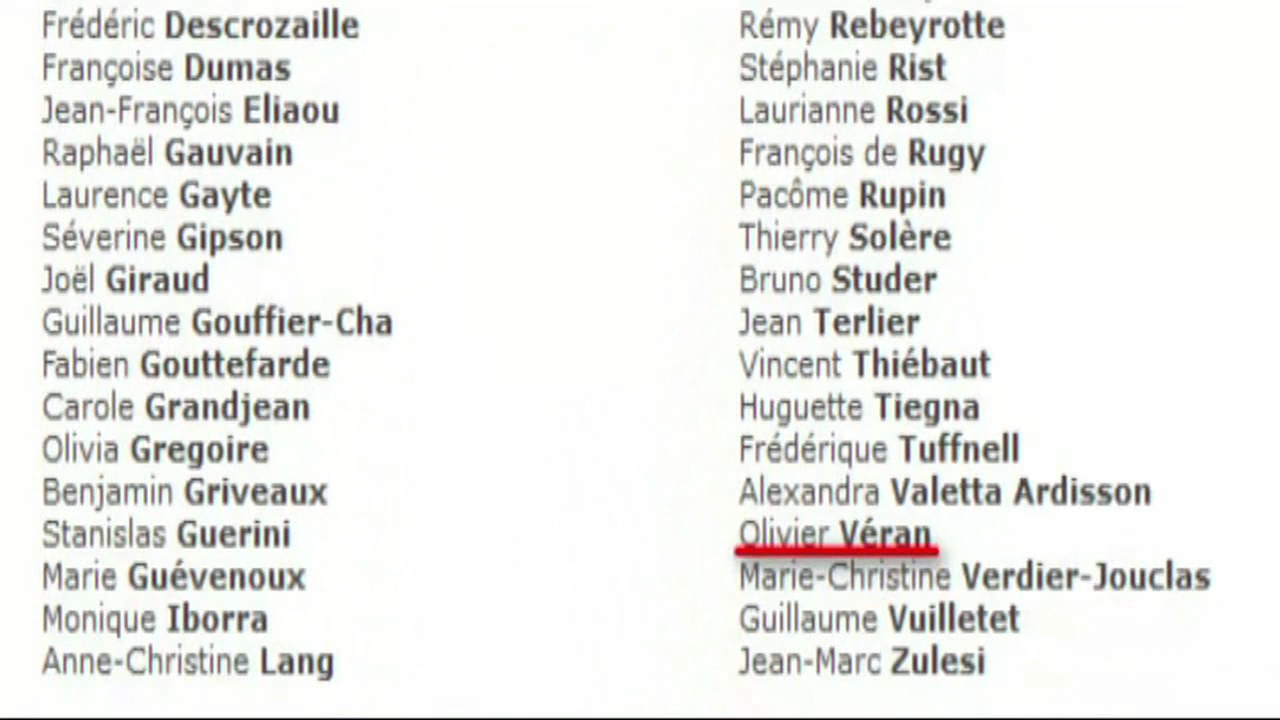 Frédéric Descrozaille
Françoise Dumas
Jean-François Eliaou
Raphaël Gauvain
Laurence Gayte
Séverine Gipson
Joël Giraud
Guillaume Gouffier-Cha
Fabien Gouttefarde
Carole Grandjean
Olivia Gregoire
Benjamin Griveaux
Stanislas Guerini
Marie Guévenoux
Monique Iborra
Anne-Christine Lang
Rémy Rebeyrotte
Stéphanie Rist
Laurianne Rossi
François de Rugy
Pacôme Rupin
Thierry Solère
Bruno Studer
Jean Terlier
Vincent Thiébaut
Huguette Tiegna
Frédérique Tuffnell
Alexandra Valetta Ardisson
Olivier Véran
Marie-Christine Verdier-Jouclas
Guillaume Vuilletet
Jean-Marc Zulesi